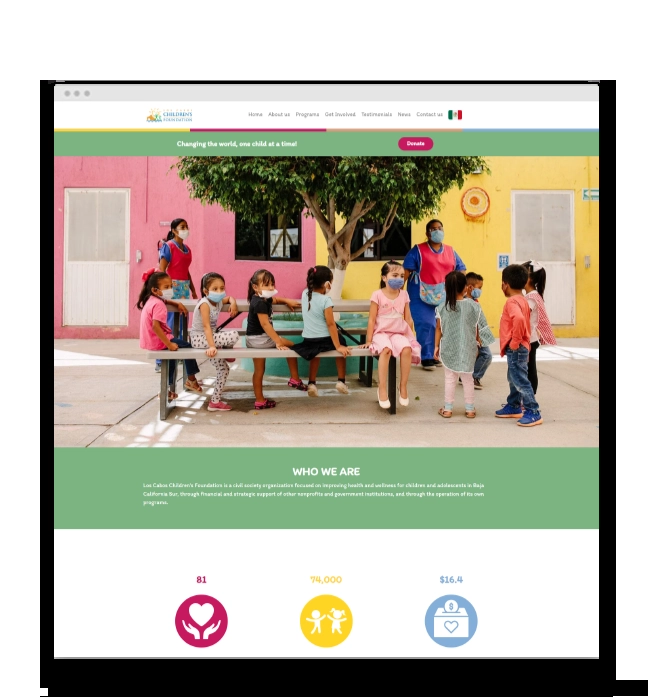 LOS CABOS
CHILDREN'S
FOUNDATION
Home About us Programs Get Involved Testimonials News Contact us
Changing the world, one child at a time!
Donate
WHO WE ARE
Los Cabos Children's Foundation is a civil society organization focused on improving health and wellness for children and adolescents in Baja
California Sur, through financial and strategic support of other nonprofits and government institutions, and through the operation of its own
programs.
81 74,000 $16.4
$